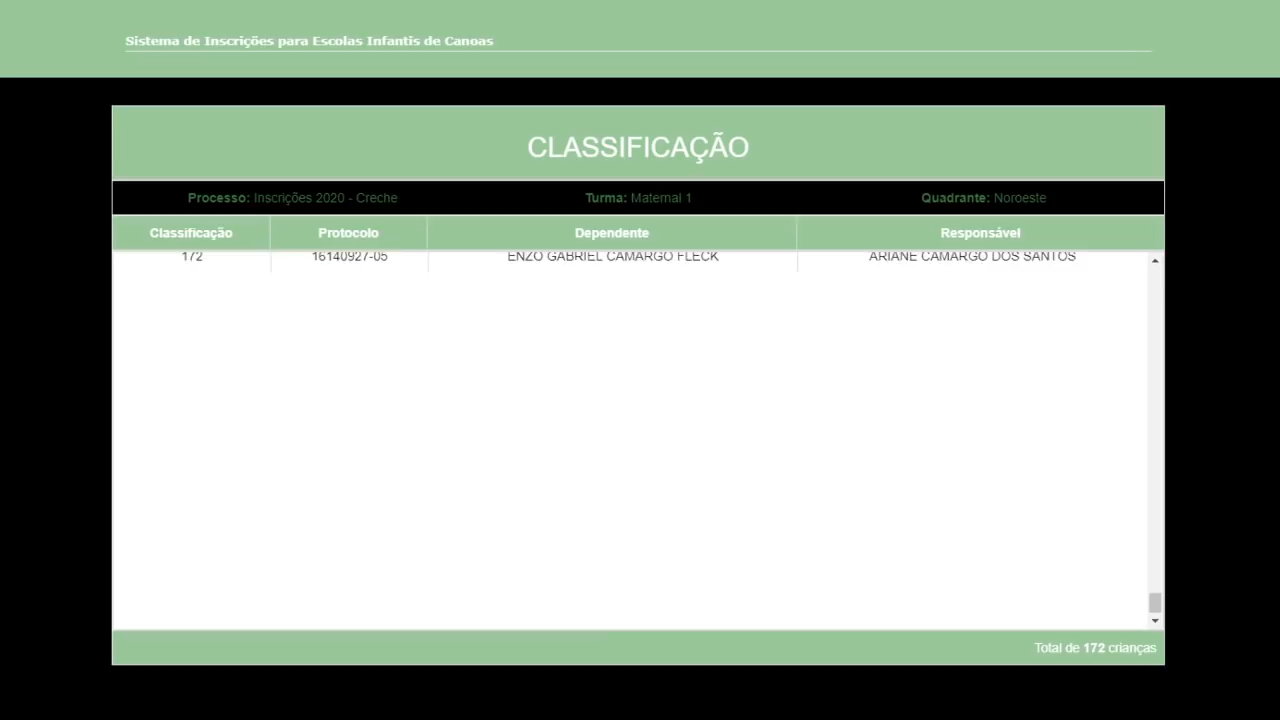 Sistema de Inscrições para Escolas Infantis de Canoas
CLASSIFICAÇÃO
Processo: Inscrições 2020 - Creche Turma: Maternal 1 Quadrante: Noroeste
Classificação Protocolo Dependente Responsável
172 16140927-05 ENZO GABRIEL CAMARGO FLECK ARIANE CAMARGO DOS SANTOS
Total de 172 crianças